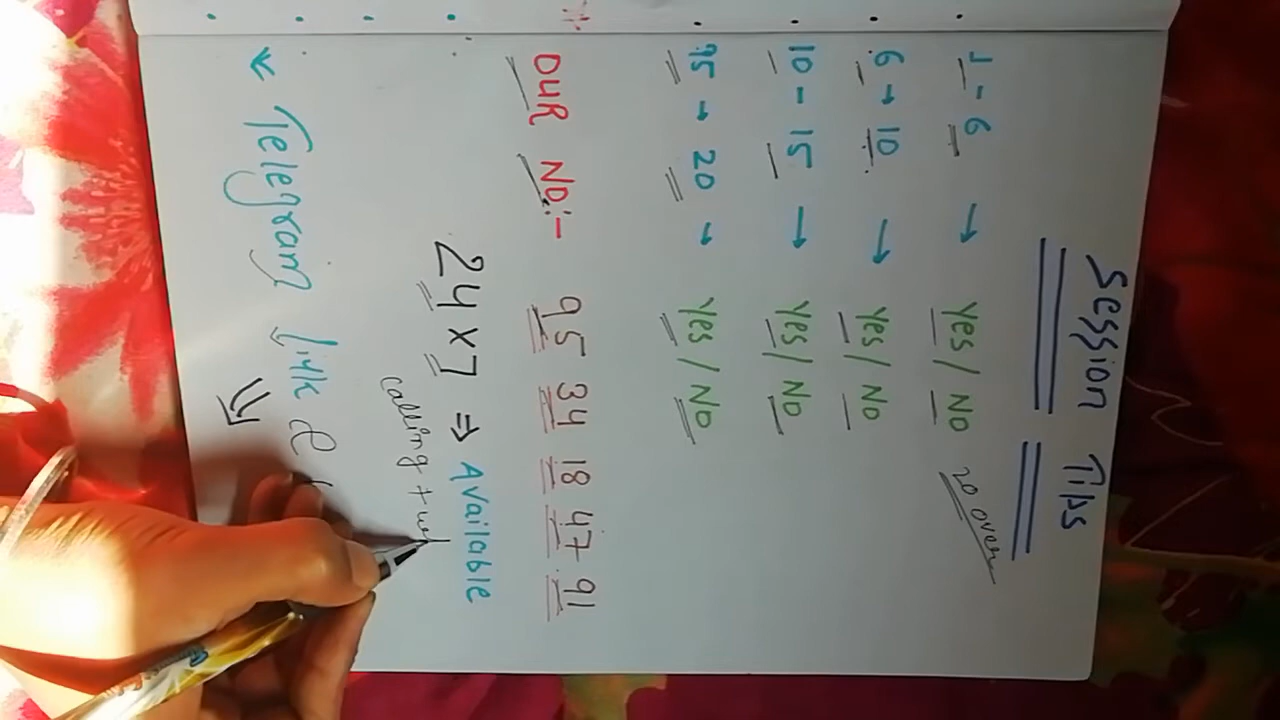 Session Tips
1 - 6 → Yes / No 20 over
6 → 10 → Yes / No
10 - 15 → Yes / No
15 → 20 → Yes / No
OUR NO:- 95 34 18 47 91
24 x 7 ⇒ Available
calling +
Telegram Link